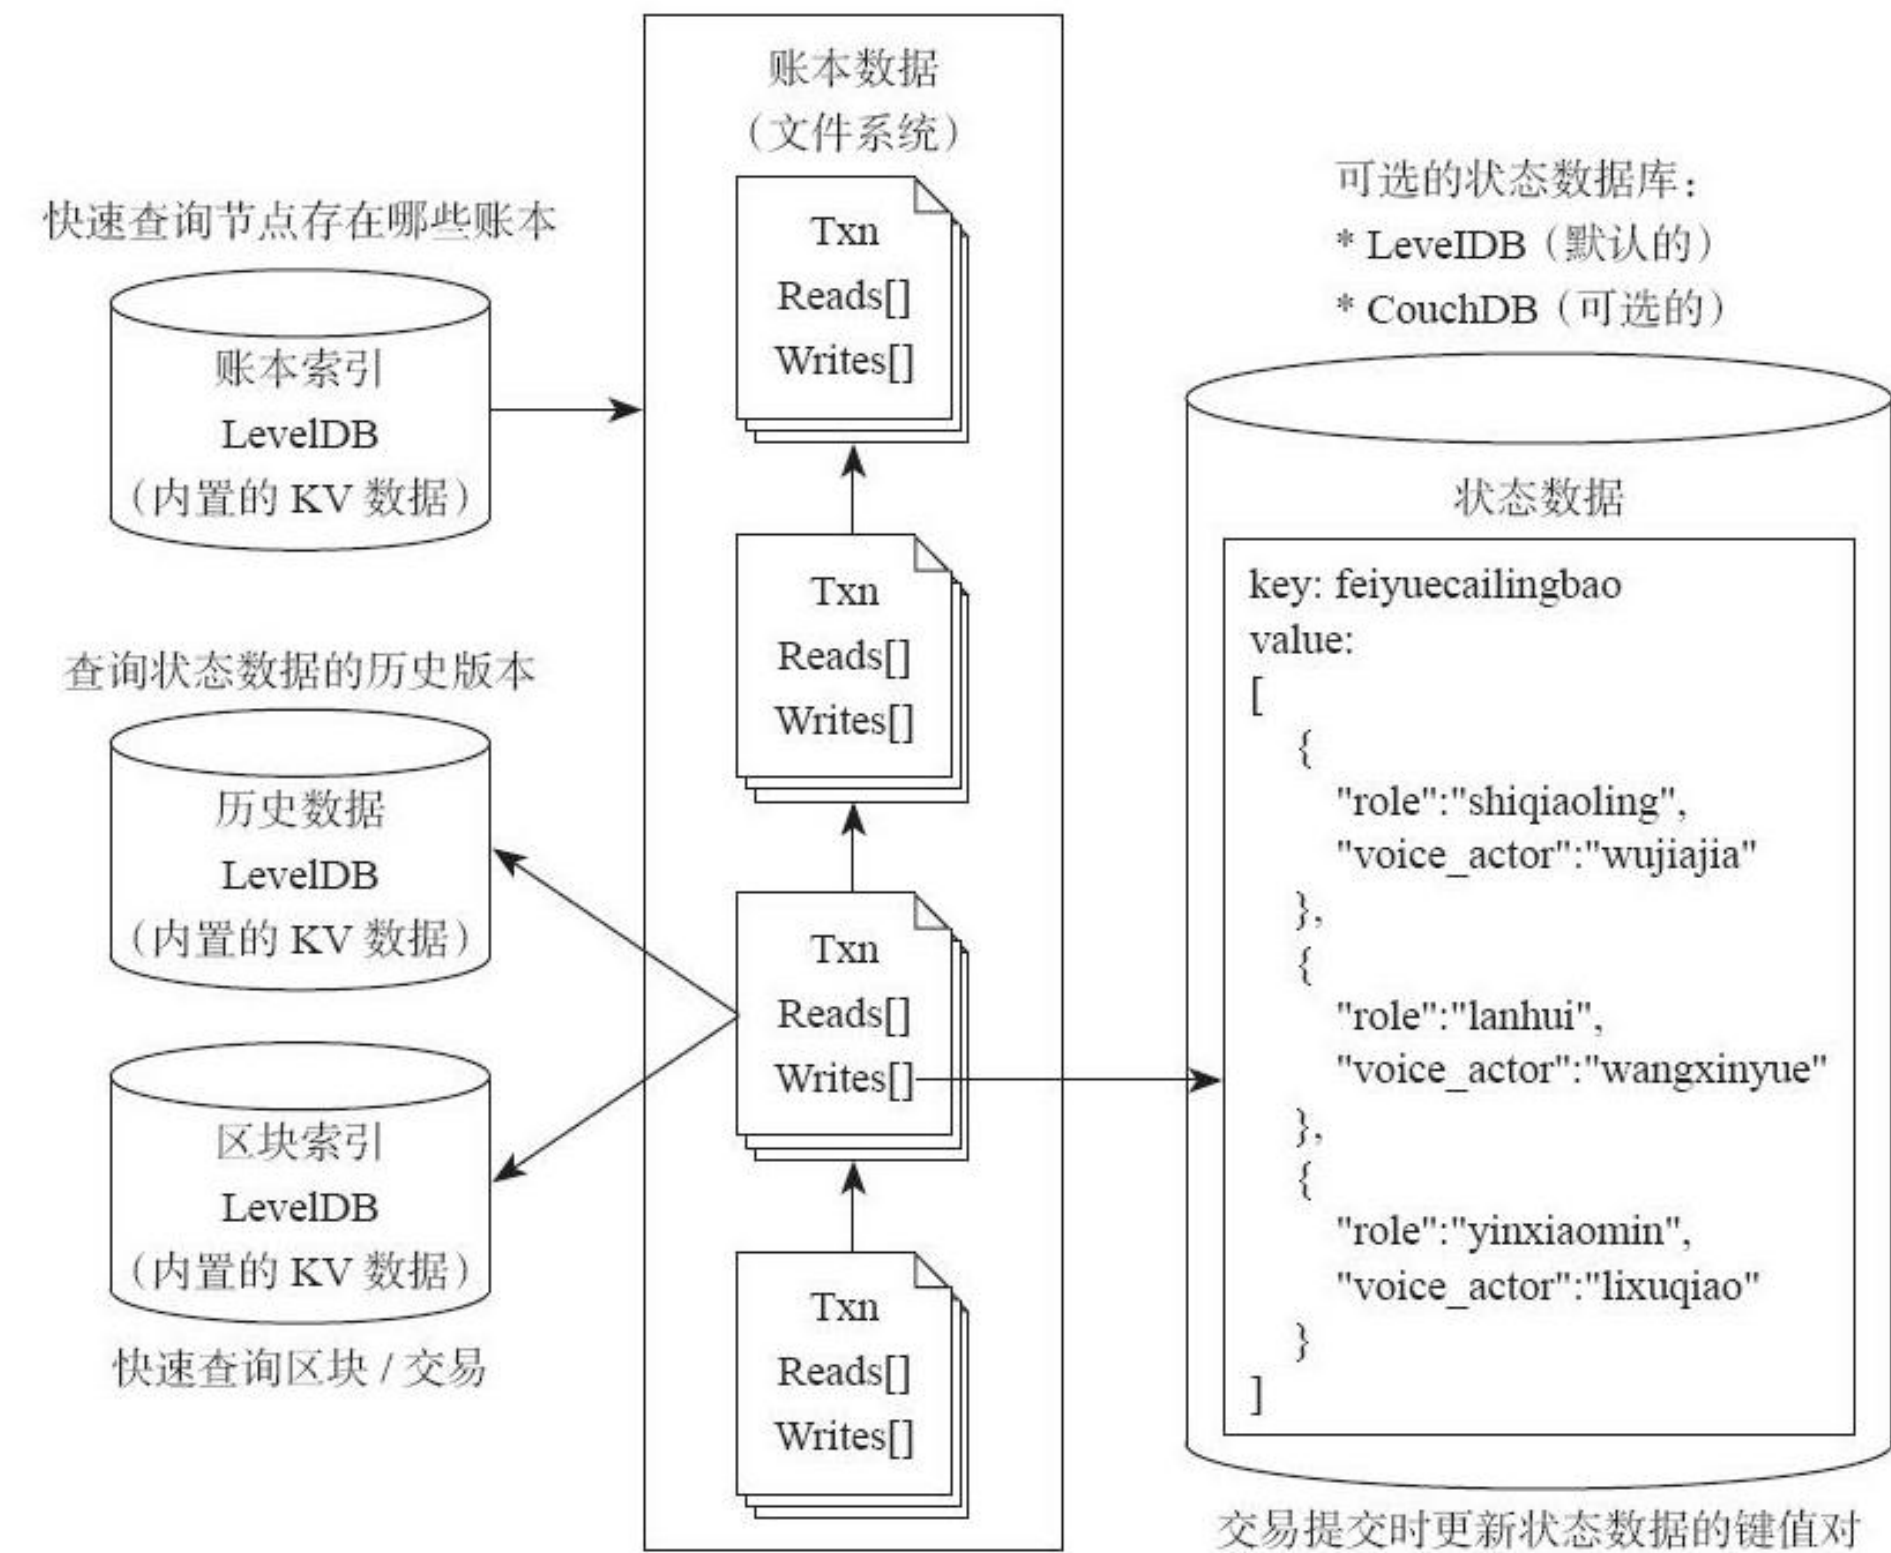 快速查询节点存在哪些账本
账本索引
LevelDB
（内置的 KV 数据）
查询状态数据的历史版本
历史数据
LevelDB
（内置的 KV 数据）
区块索引
LevelDB
（内置的 KV 数据）
快速查询区块 / 交易
账本数据
（文件系统）
Txn
Reads[]
Writes[]
Txn
Reads[]
Writes[]
Txn
Reads[]
Writes[]
Txn
Reads[]
Writes[]
可选的状态数据库：
* LeveIDB（默认的）
* CouchDB（可选的）
状态数据
key: feiyuecailingbao
value:
[
{
"role":"shiqiaoling",
"voice_actor":"wujiajia"
},
{
"role":"lanhui",
"voice_actor":"wangxinyue"
},
{
"role":"yinxiaomin",
"voice_actor":"lixuqiao"
}
]
交易提交时更新状态数据的键值对